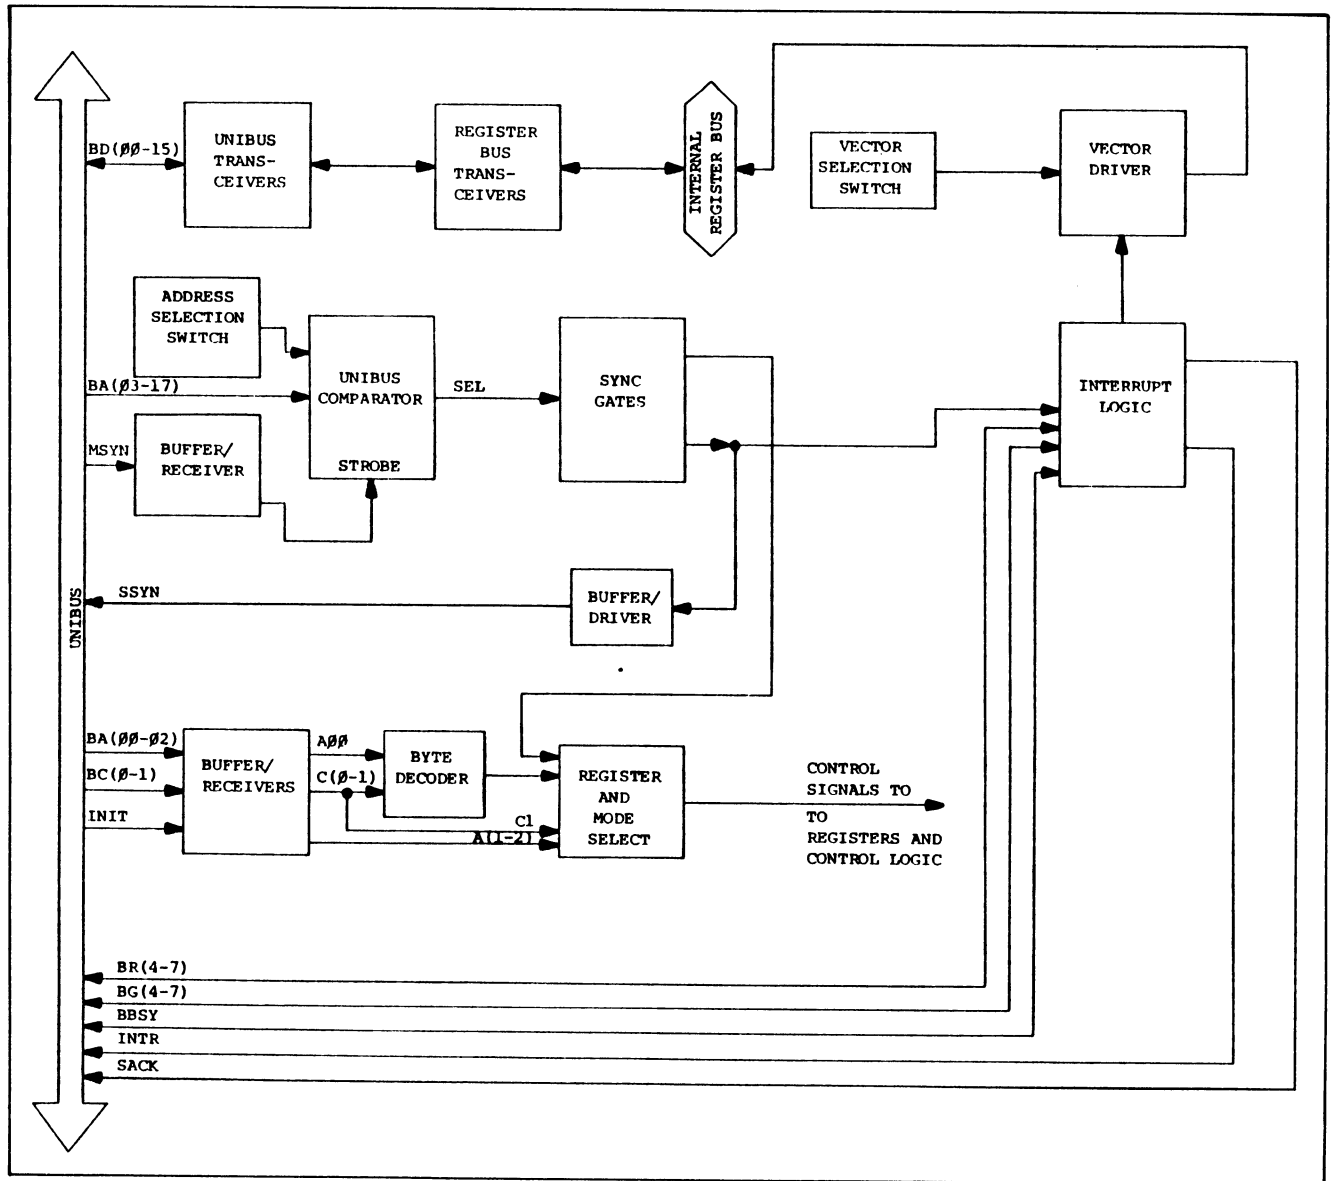 BD(ØØ-15)
UNIBUS
TRANS-
CEIVERS
REGISTER
BUS
TRANS-
CEIVERS
INTERNAL
REGISTER BUS
VECTOR
SELECTION
SWITCH
VECTOR
DRIVER
ADDRESS
SELECTION
SWITCH
BA(Ø3-17)
UNIBUS
COMPARATOR
STROBE
SEL
SYNC
GATES
INTERRUPT
LOGIC
MSYN
BUFFER/
RECEIVER
SSYN
BUFFER/
DRIVER
UNIBUS
BA(ØØ-Ø2)
BC(Ø-1)
INIT
BUFFER/
RECEIVERS
AØØ
C(Ø-1)
BYTE
DECODER
C1
A(1-2)
REGISTER
AND
MODE
SELECT
CONTROL
SIGNALS TO
TO
REGISTERS AND
CONTROL LOGIC
BR(4-7)
BG(4-7)
BBSY
INTR
SACK